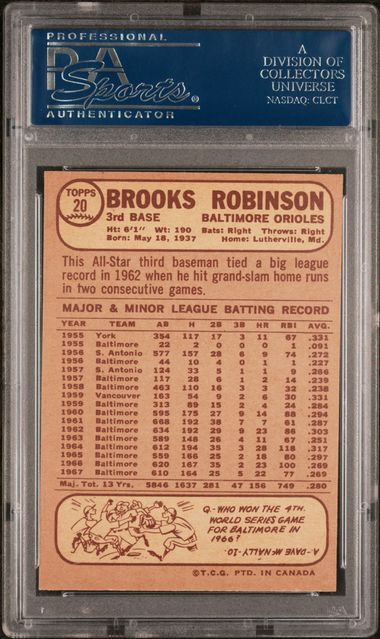 PROFESSIONAL
PSA
Sports®
AUTHENTICATOR
A
DIVISION OF
COLLECTORS
UNIVERSE
NASDAQ: CLCT
TOPPS
20
BROOKS ROBINSON
3rd BASE BALTIMORE ORIOLES
Ht: 6'1" Wt: 190 Bats: Right Throws: Right
Born: May 18, 1937 Home: Lutherville, Md.
This All-Star third baseman tied a big league
record in 1962 when he hit grand-slam home runs
in two consecutive games.
MAJOR & MINOR LEAGUE BATTING RECORD
YEAR TEAM AB H 2B 3B HR RBI AVG.
1955 York 354 117 17 3 11 67 .331
1955 Baltimore 22 2 0 0 0 1 .091
1956 S. Antonio 577 157 28 6 9 74 .272
1956 Baltimore 44 10 4 0 1 1 .227
1957 S. Antonio 124 33 5 1 1 9 .266
1957 Baltimore 117 28 6 1 2 14 .239
1958 Baltimore 463 110 16 3 3 32 .238
1959 Vancouver 163 54 9 2 6 30 .331
1959 Baltimore 313 89 15 2 4 24 .284
1960 Baltimore 595 175 27 9 14 88 .294
1961 Baltimore 668 192 38 7 7 61 .287
1962 Baltimore 634 192 29 9 23 86 .303
1963 Baltimore 589 148 26 4 11 67 .251
1964 Baltimore 612 194 35 3 28 118 .317
1965 Baltimore 559 166 25 2 18 80 .297
1966 Baltimore 620 167 35 2 23 100 .269
1967 Baltimore 610 164 25 5 22 77 .269
Maj. Tot. 13 Yrs. 5846 1637 281 47 156 749 .280
Q.-WHO WON THE 4TH.
WORLD SERIES GAME
FOR BALTIMORE IN
1966?
A.-DAVE McNALLY 1-0.
©T.C.G. PTD. IN CANADA